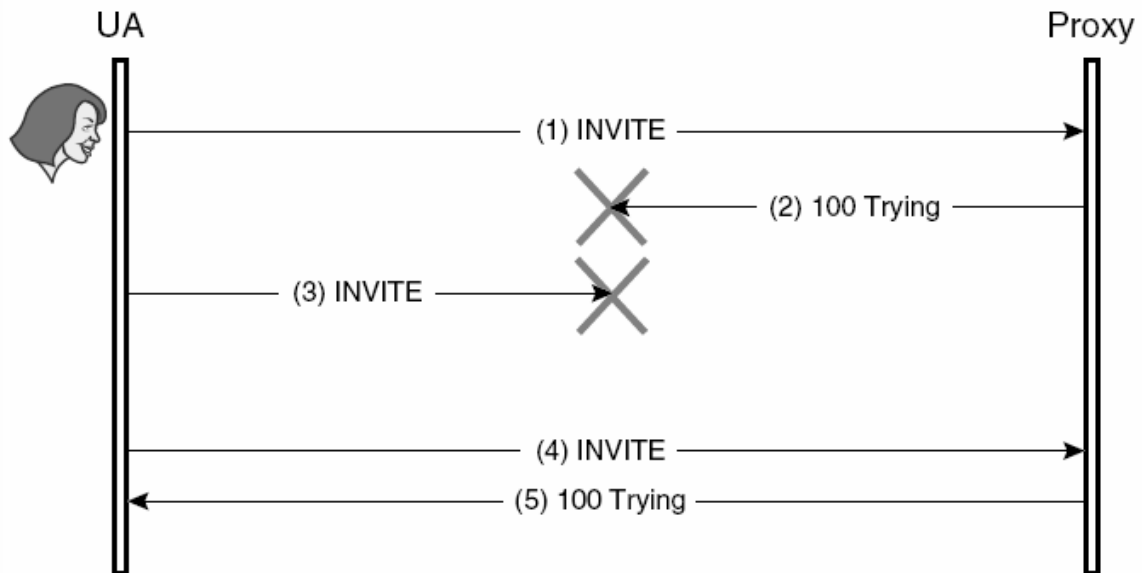 UA
Proxy
(1) INVITE
(2) 100 Trying
(3) INVITE
(4) INVITE
(5) 100 Trying